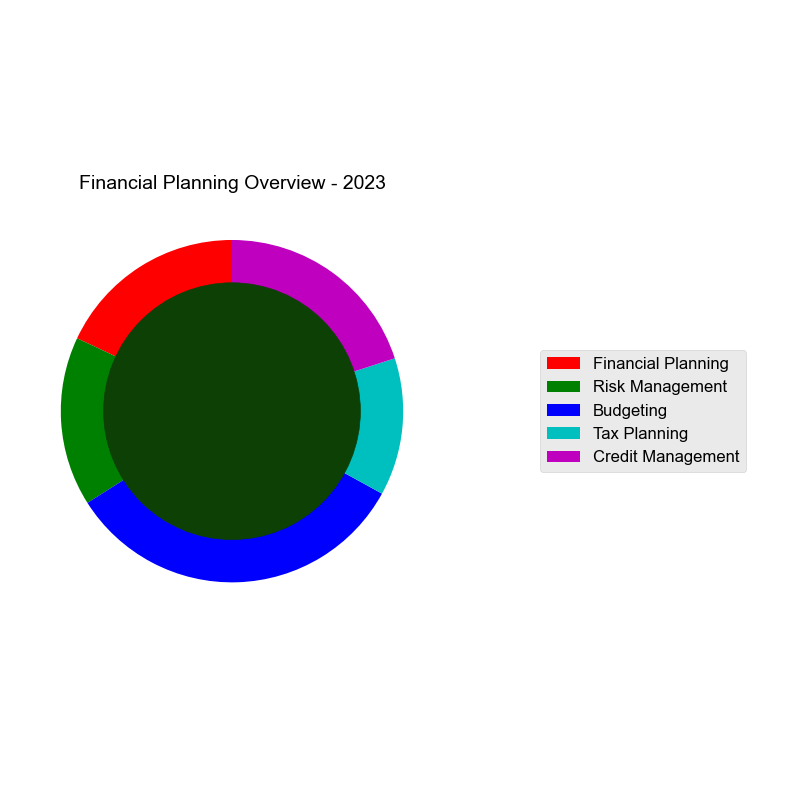 Financial Planning Overview - 2023
Financial Planning
Risk Management
Budgeting
Tax Planning
Credit Management